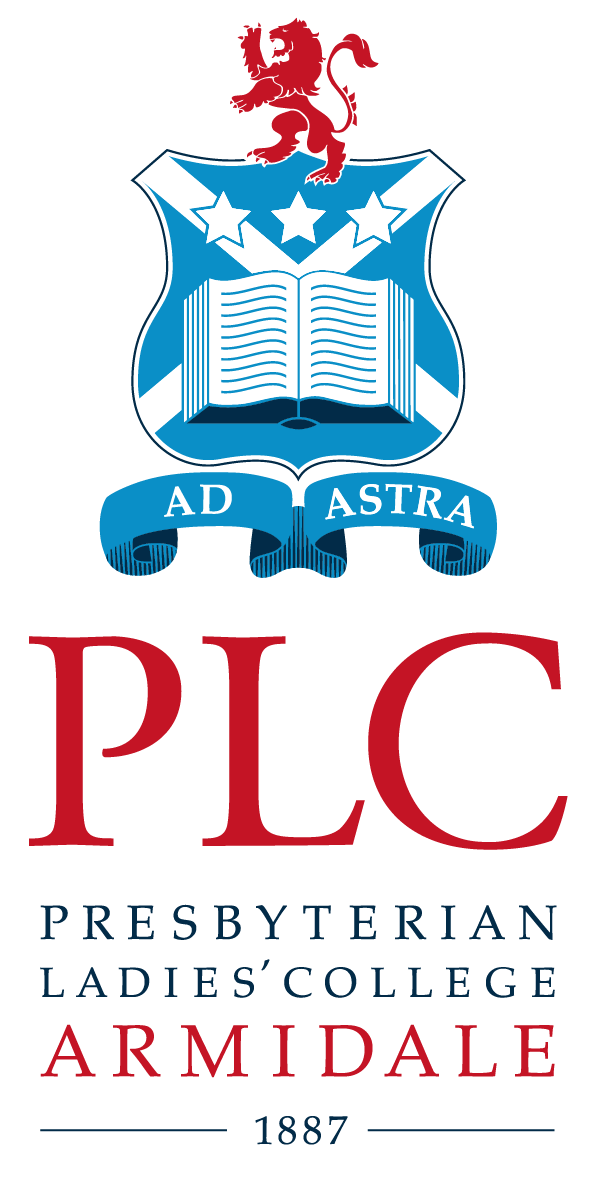 AD ASTRA
PLC
PRESBYTERIAN
LADIES’ COLLEGE
ARMIDALE
1887